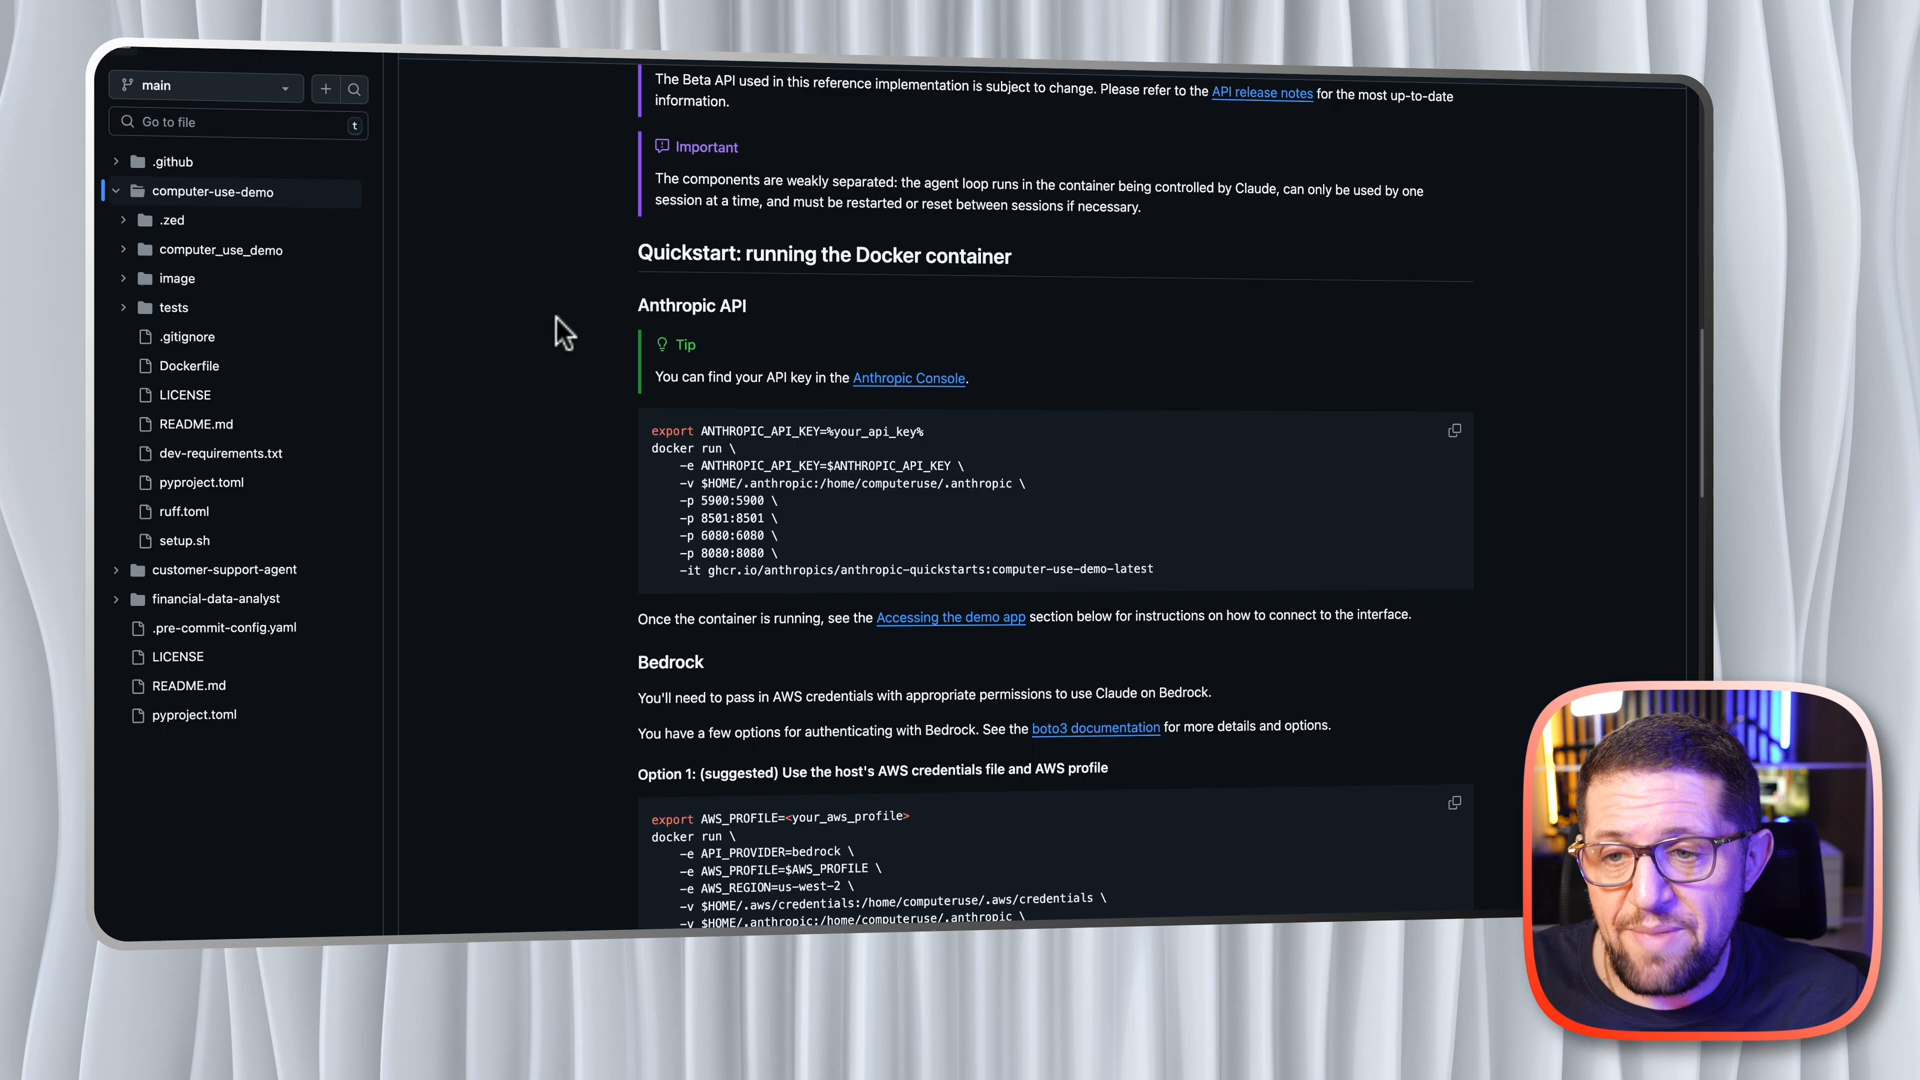 main
Go to file
t
.github
computer-use-demo
.zed
computer_use_demo
image
tests
.gitignore
Dockerfile
LICENSE
README.md
dev-requirements.txt
pyproject.toml
ruff.toml
setup.sh
customer-support-agent
financial-data-analyst
.pre-commit-config.yaml
LICENSE
README.md
pyproject.toml
The Beta API used in this reference implementation is subject to change. Please refer to the API release notes for the most up-to-date
information.
Important
The components are weakly separated: the agent loop runs in the container being controlled by Claude, can only be used by one
session at a time, and must be restarted or reset between sessions if necessary.
Quickstart: running the Docker container
Anthropic API
Tip
You can find your API key in the Anthropic Console.
export ANTHROPIC_API_KEY=%your_api_key%
docker run \
-e ANTHROPIC_API_KEY=$ANTHROPIC_API_KEY \
-v $HOME/.anthropic:/home/computeruse/.anthropic \
-p 5900:5900 \
-p 8501:8501 \
-p 6080:6080 \
-p 8080:8080 \
-it ghcr.io/anthropics/anthropic-quickstarts:computer-use-demo-latest
Once the container is running, see the Accessing the demo app section below for instructions on how to connect to the interface.
Bedrock
You'll need to pass in AWS credentials with appropriate permissions to use Claude on Bedrock.
You have a few options for authenticating with Bedrock. See the boto3 documentation for more details and options.
Option 1: (suggested) Use the host's AWS credentials file and AWS profile
export AWS_PROFILE=<your_aws_profile>
docker run \
-e API_PROVIDER=bedrock \
-e AWS_PROFILE=$AWS_PROFILE \
-e AWS_REGION=us-west-2 \
-v $HOME/.aws/credentials:/home/computeruse/.aws/credentials \
-v $HOME/.anthropic:/home/computeruse/.anthropic \